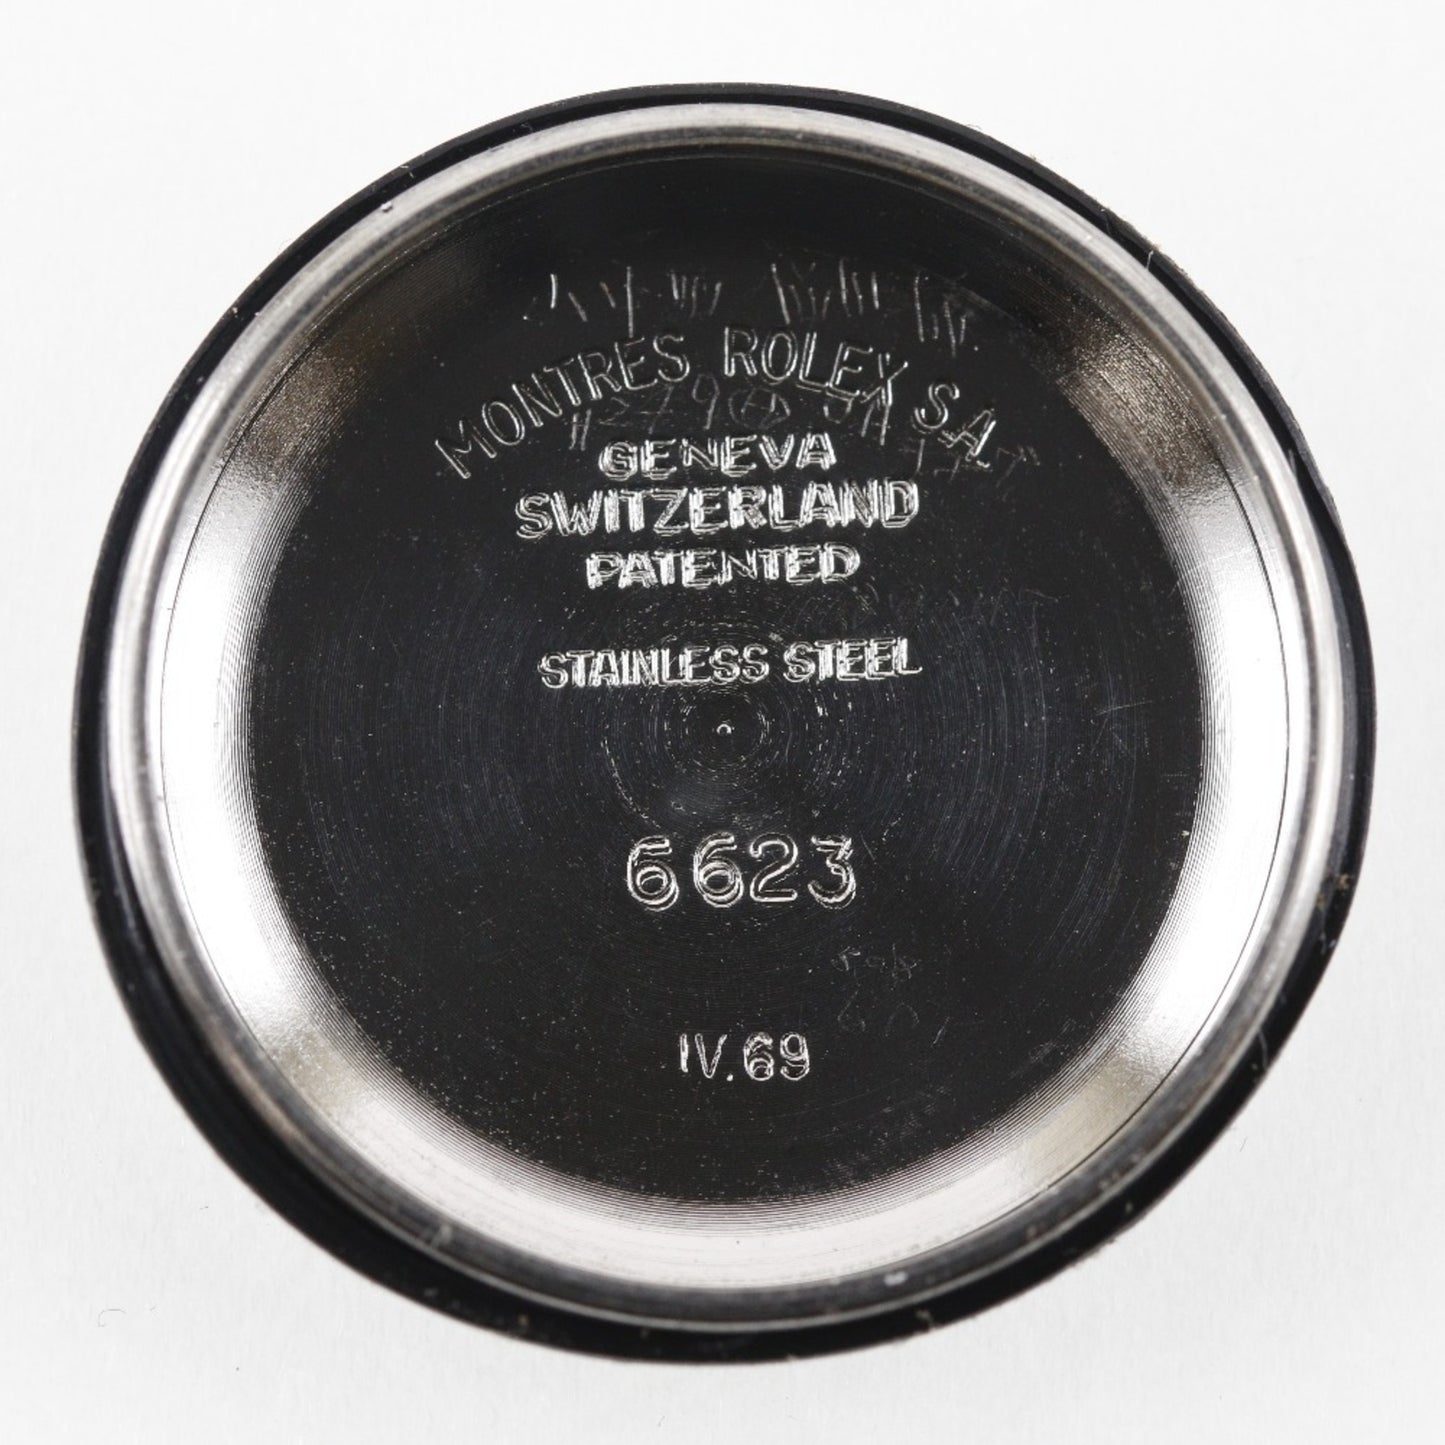 MONTRES ROLEX S.A.
GENEVA
SWITZERLAND
PATENTED
STAINLESS STEEL
6623
IV.69